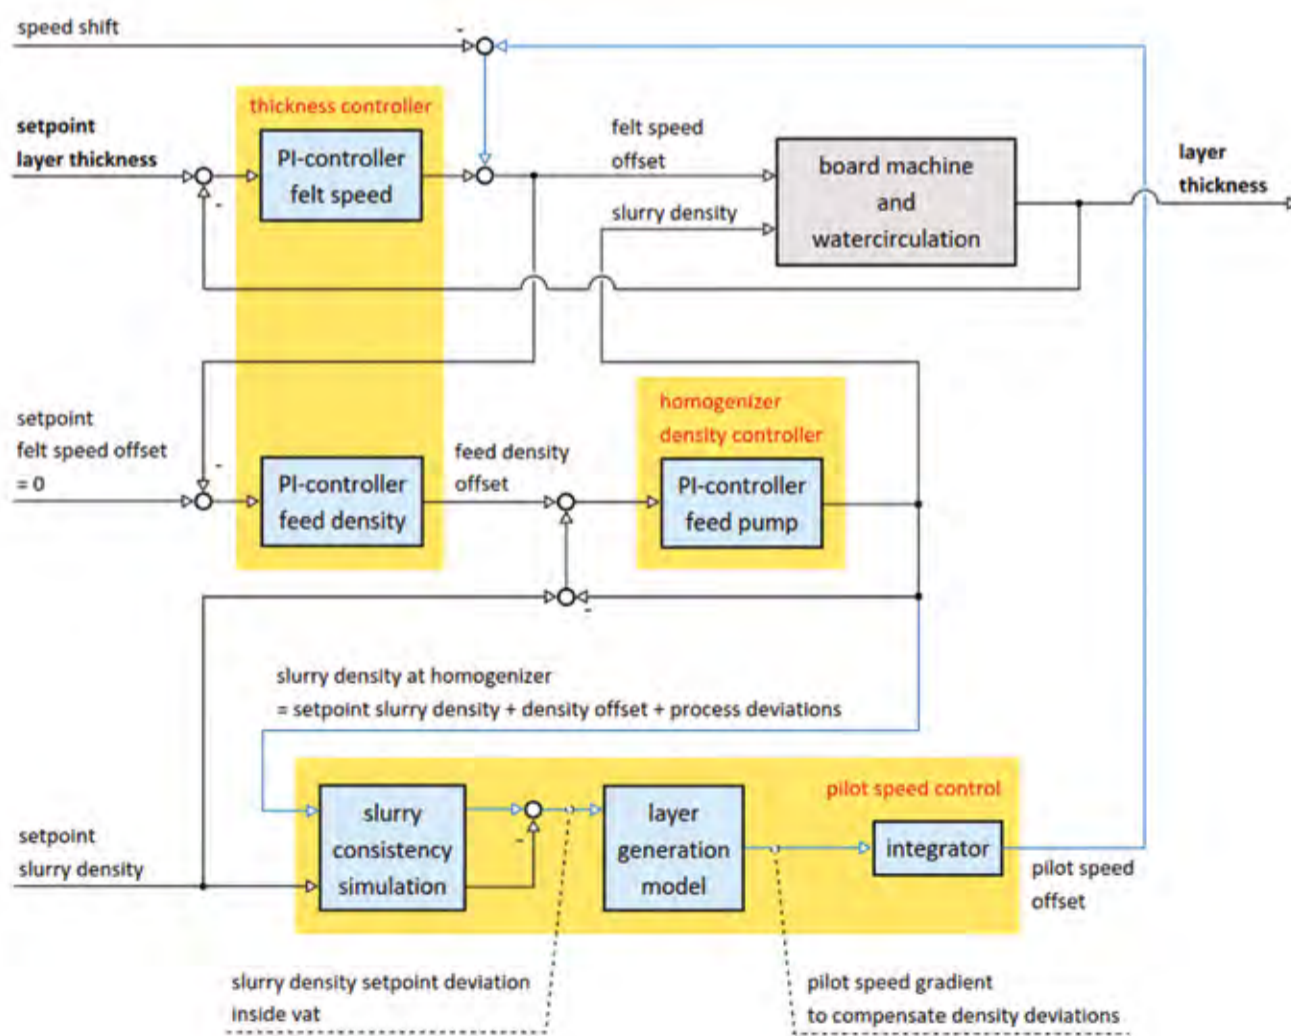 speed shift
-
thickness controller
setpoint
layer thickness
-
PI-controller
felt speed
felt speed
offset
slurry density
board machine
and
watercirculation
layer
thickness
setpoint
felt speed offset
= 0
-
PI-controller
feed density
feed density
offset
homogenizer
density controller
PI-controller
feed pump
-
slurry density at homogenizer
= setpoint slurry density + density offset + process deviations
pilot speed control
setpoint
slurry density
slurry
consistency
simulation
-
layer
generation
model
integrator
pilot speed
offset
slurry density setpoint deviation
inside vat
pilot speed gradient
to compensate density deviations